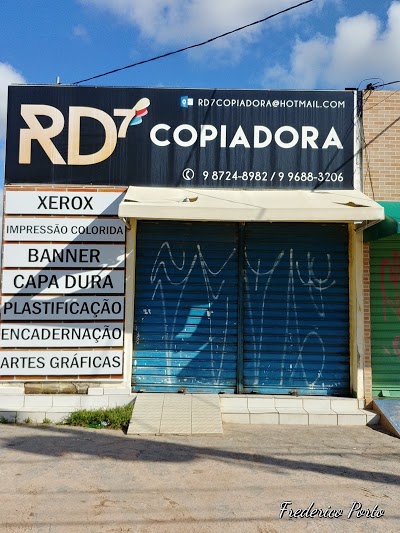 RD7
RD7COPIADORA@HOTMAIL.COM
COPIADORA
9 8724-8982 / 9 9688-3206
XEROX
IMPRESSÃO COLORIDA
BANNER
CAPA DURA
PLASTIFICAÇÃO
ENCADERNAÇÃO
ARTES GRÁFICAS
Frederico Porto